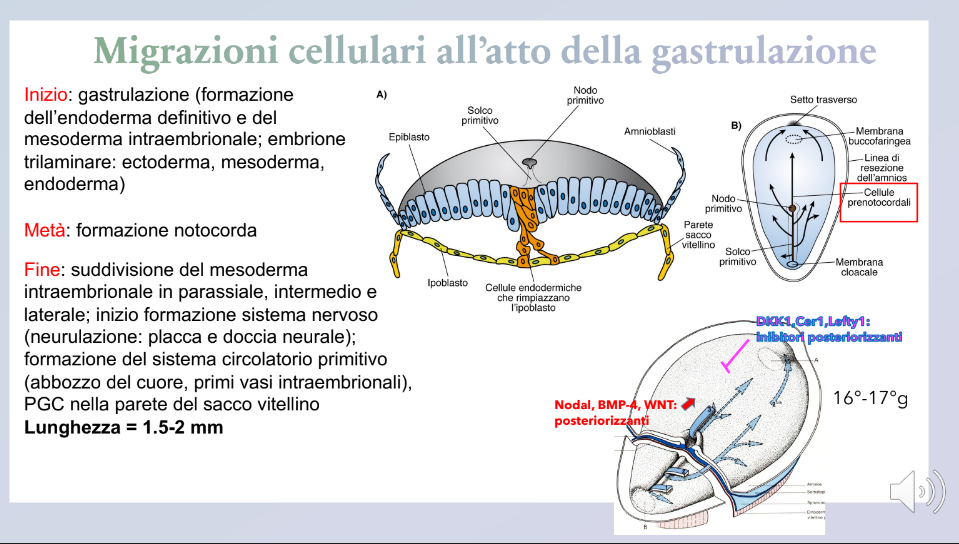 Migrazioni cellulari all’atto della gastrulazione
Inizio: gastrulazione (formazione
dell’endoderma definitivo e del
mesoderma intraembrionale; embrione
trilaminare: ectoderma, mesoderma,
endoderma)
Metà: formazione notocorda
Fine: suddivisione del mesoderma
intraembrionale in parassiale, intermedio e
laterale; inizio formazione sistema nervoso
(neurulazione: placca e doccia neurale);
formazione del sistema circolatorio primitivo
(abbozzo del cuore, primi vasi intraembrionali),
PGC nella parete del sacco vitellino
Lunghezza = 1.5-2 mm
A)
Nodo
primitivo
Solco
primitivo
Epiblasto
Amnioblasti
Parete
sacco
vitellino
Ipoblasto
Cellule endodermiche
che rimpiazzano
l’ipoblasto
B)
Setto trasverso
Membrana
buccofaringea
Linea di
resezione
dell’amnios
Cellule
prenotocordali
Nodo
primitivo
Solco
primitivo
Membrana
cloacale
DKK1,Cer1,Lefty1:
inibitori posteriorizzanti
A
Nodal, BMP-4, WNT:
posteriorizzanti
16°-17°g
Amnios
B